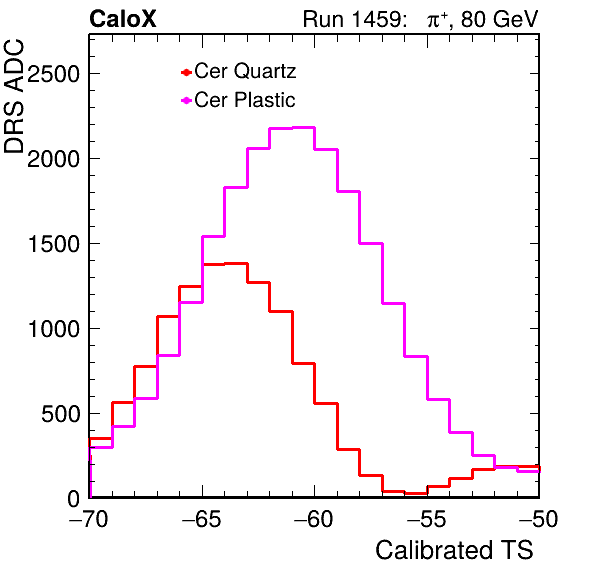 CaloX Run 1459: π⁺, 80 GeV
DRS ADC
Cer Quartz
Cer Plastic
2500
2000
1500
1000
500
0
−70 −65 −60 −55 −50
Calibrated TS